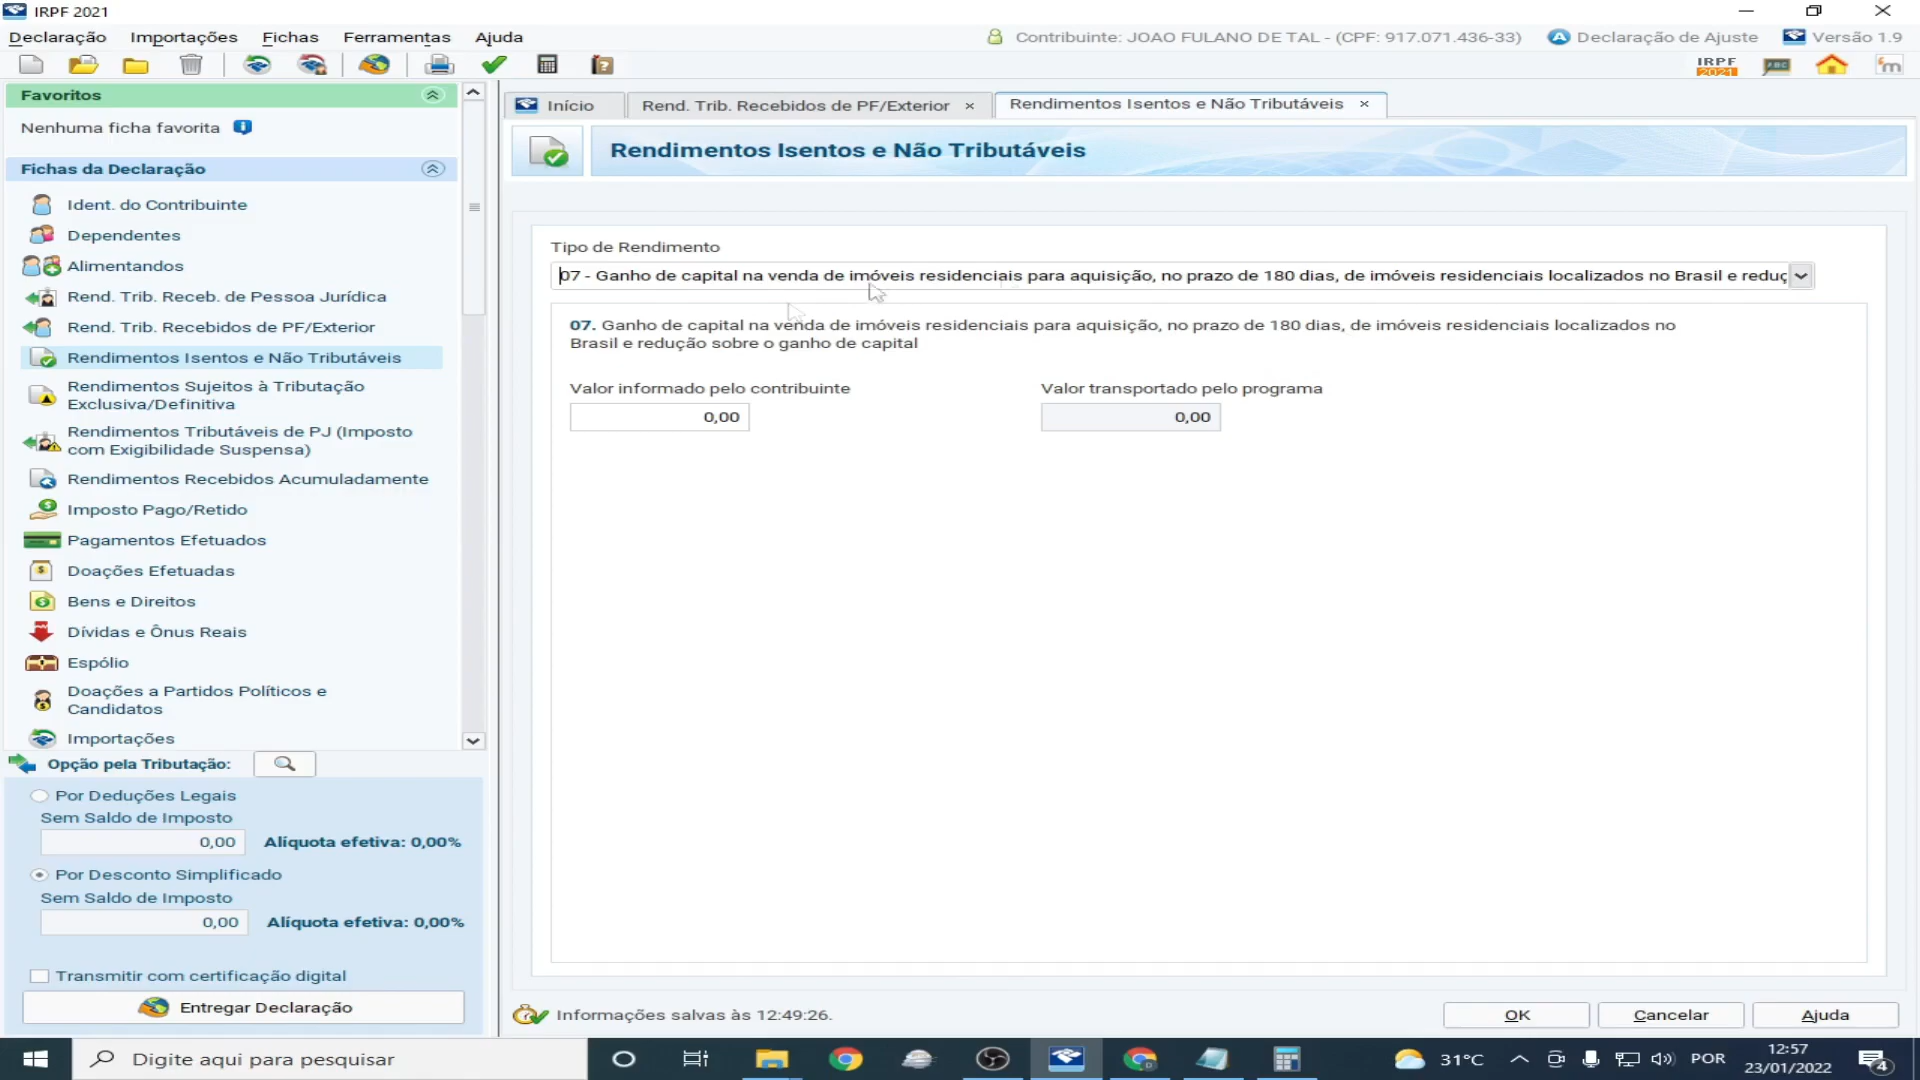 IRPF 2021
Declaração Importações Fichas Ferramentas Ajuda
Contribuinte: JOAO FULANO DE TAL - (CPF: 917.071.436-33) Declaração de Ajuste Versão 1.9
IRPF
2021
ABC
m
Favoritos
Nenhuma ficha favorita
Fichas da Declaração
Ident. do Contribuinte
Dependentes
Alimentandos
Rend. Trib. Receb. de Pessoa Jurídica
Rend. Trib. Recebidos de PF/Exterior
Rendimentos Isentos e Não Tributáveis
Rendimentos Sujeitos à Tributação
Exclusiva/Definitiva
Rendimentos Tributáveis de PJ (Imposto
com Exigibilidade Suspensa)
Rendimentos Recebidos Acumuladamente
Imposto Pago/Retido
Pagamentos Efetuados
Doações Efetuadas
Bens e Direitos
Dívidas e Ônus Reais
Espólio
Doações a Partidos Políticos e
Candidatos
Importações
Opção pela Tributação:
Por Deduções Legais
Sem Saldo de Imposto
0,00 Alíquota efetiva: 0,00%
Por Desconto Simplificado
Sem Saldo de Imposto
0,00 Alíquota efetiva: 0,00%
Transmitir com certificação digital
Entregar Declaração
Início Rend. Trib. Recebidos de PF/Exterior × Rendimentos Isentos e Não Tributáveis ×
Rendimentos Isentos e Não Tributáveis
Tipo de Rendimento
07 - Ganho de capital na venda de imóveis residenciais para aquisição, no prazo de 180 dias, de imóveis residenciais localizados no Brasil e reduç
07. Ganho de capital na venda de imóveis residenciais para aquisição, no prazo de 180 dias, de imóveis residenciais localizados no
Brasil e redução sobre o ganho de capital
Valor informado pelo contribuinte Valor transportado pelo programa
0,00 0,00
Informações salvas às 12:49:26.
OK Cancelar Ajuda
Digite aqui para pesquisar
31°C
POR
12:57
23/01/2022
4